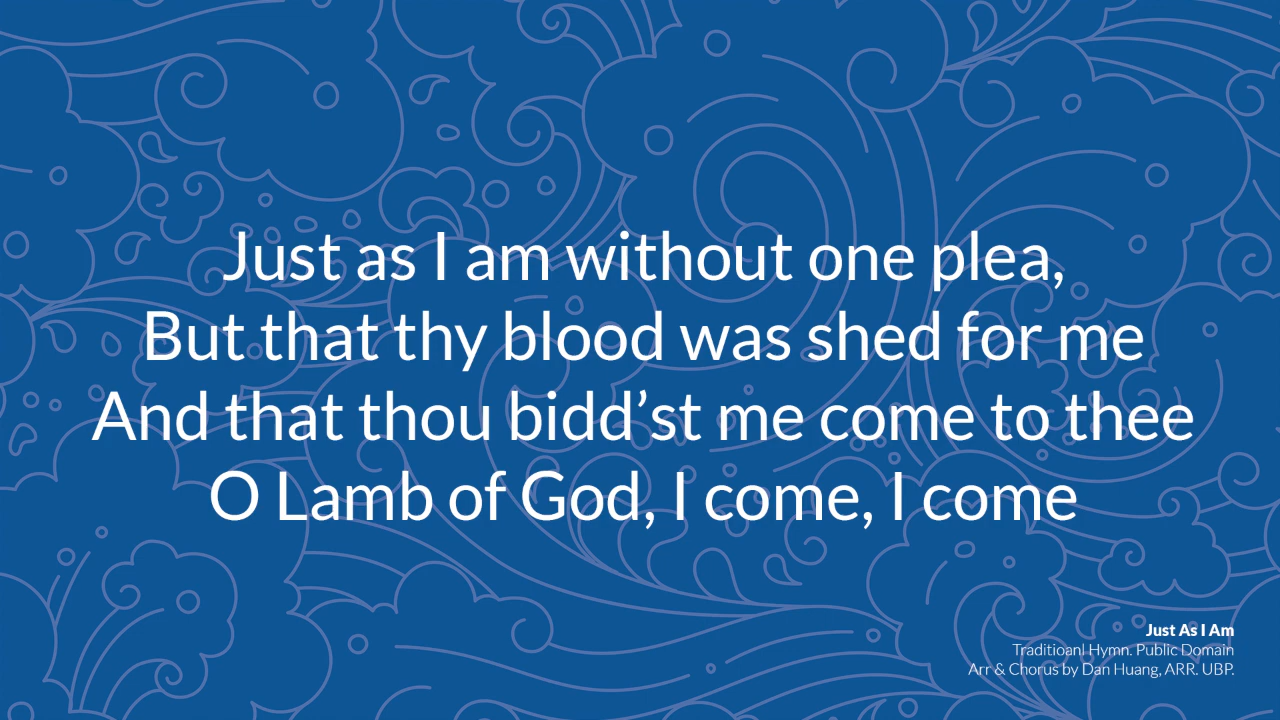 Just as I am without one plea,
But that thy blood was shed for me
And that thou bidd’st me come to thee
O Lamb of God, I come, I come
Just As I Am
Traditioanl Hymn. Public Domain
Arr & Chorus by Dan Huang, ARR. UBP.